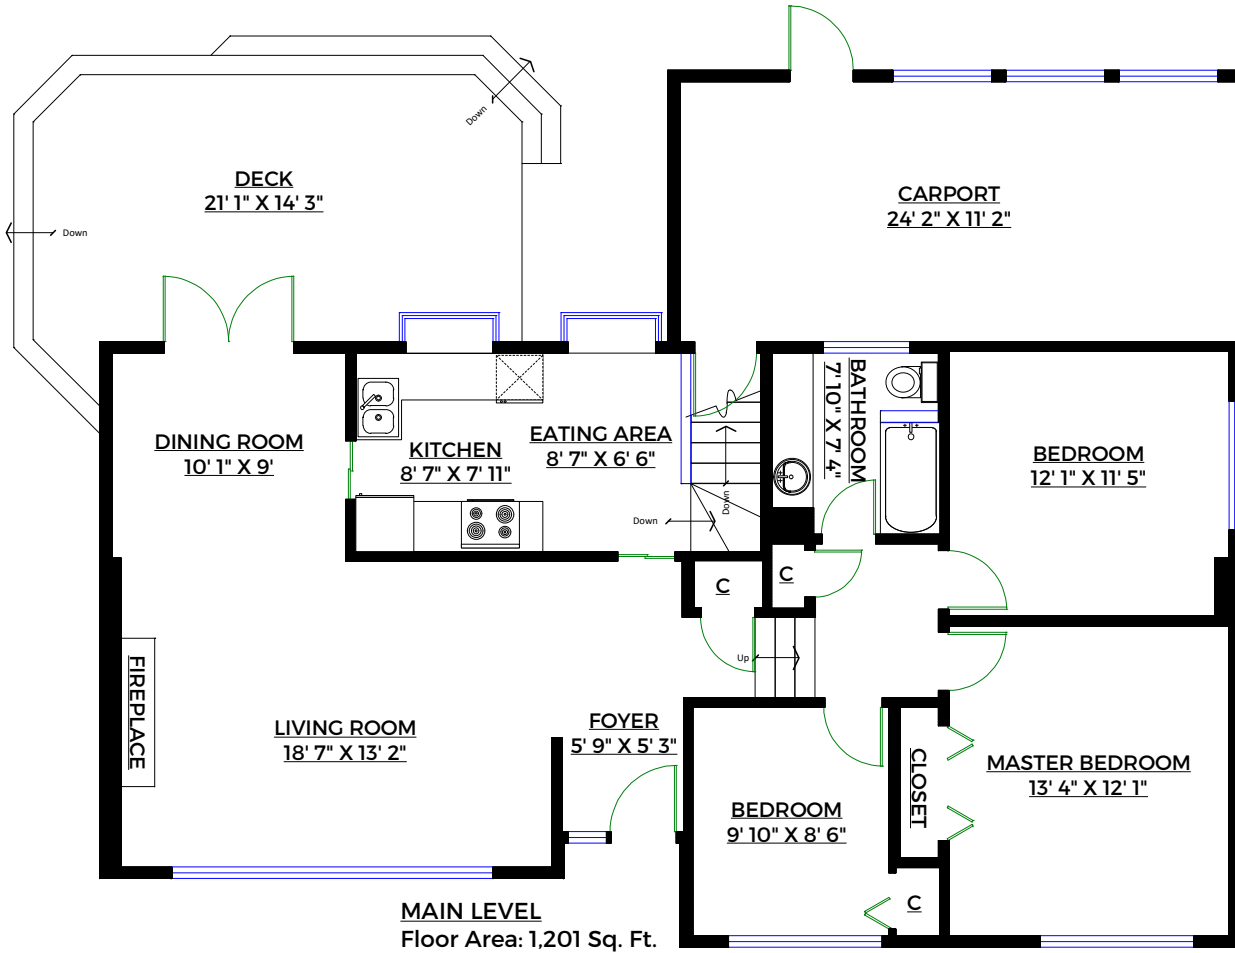 Down
DECK
21' 1" X 14' 3"
Down
CARPORT
24' 2" X 11' 2"
DINING ROOM
10' 1" X 9'
KITCHEN
8' 7" X 7' 11"
EATING AREA
8' 7" X 6' 6"
Down
Down
BATHROOM
7' 10" X 7' 4"
BEDROOM
12' 1" X 11' 5"
C
C
Up
FIREPLACE
LIVING ROOM
18' 7" X 13' 2"
FOYER
5' 9" X 5' 3"
BEDROOM
9' 10" X 8' 6"
CLOSET
MASTER BEDROOM
13' 4" X 12' 1"
C
MAIN LEVEL
Floor Area: 1,201 Sq. Ft.